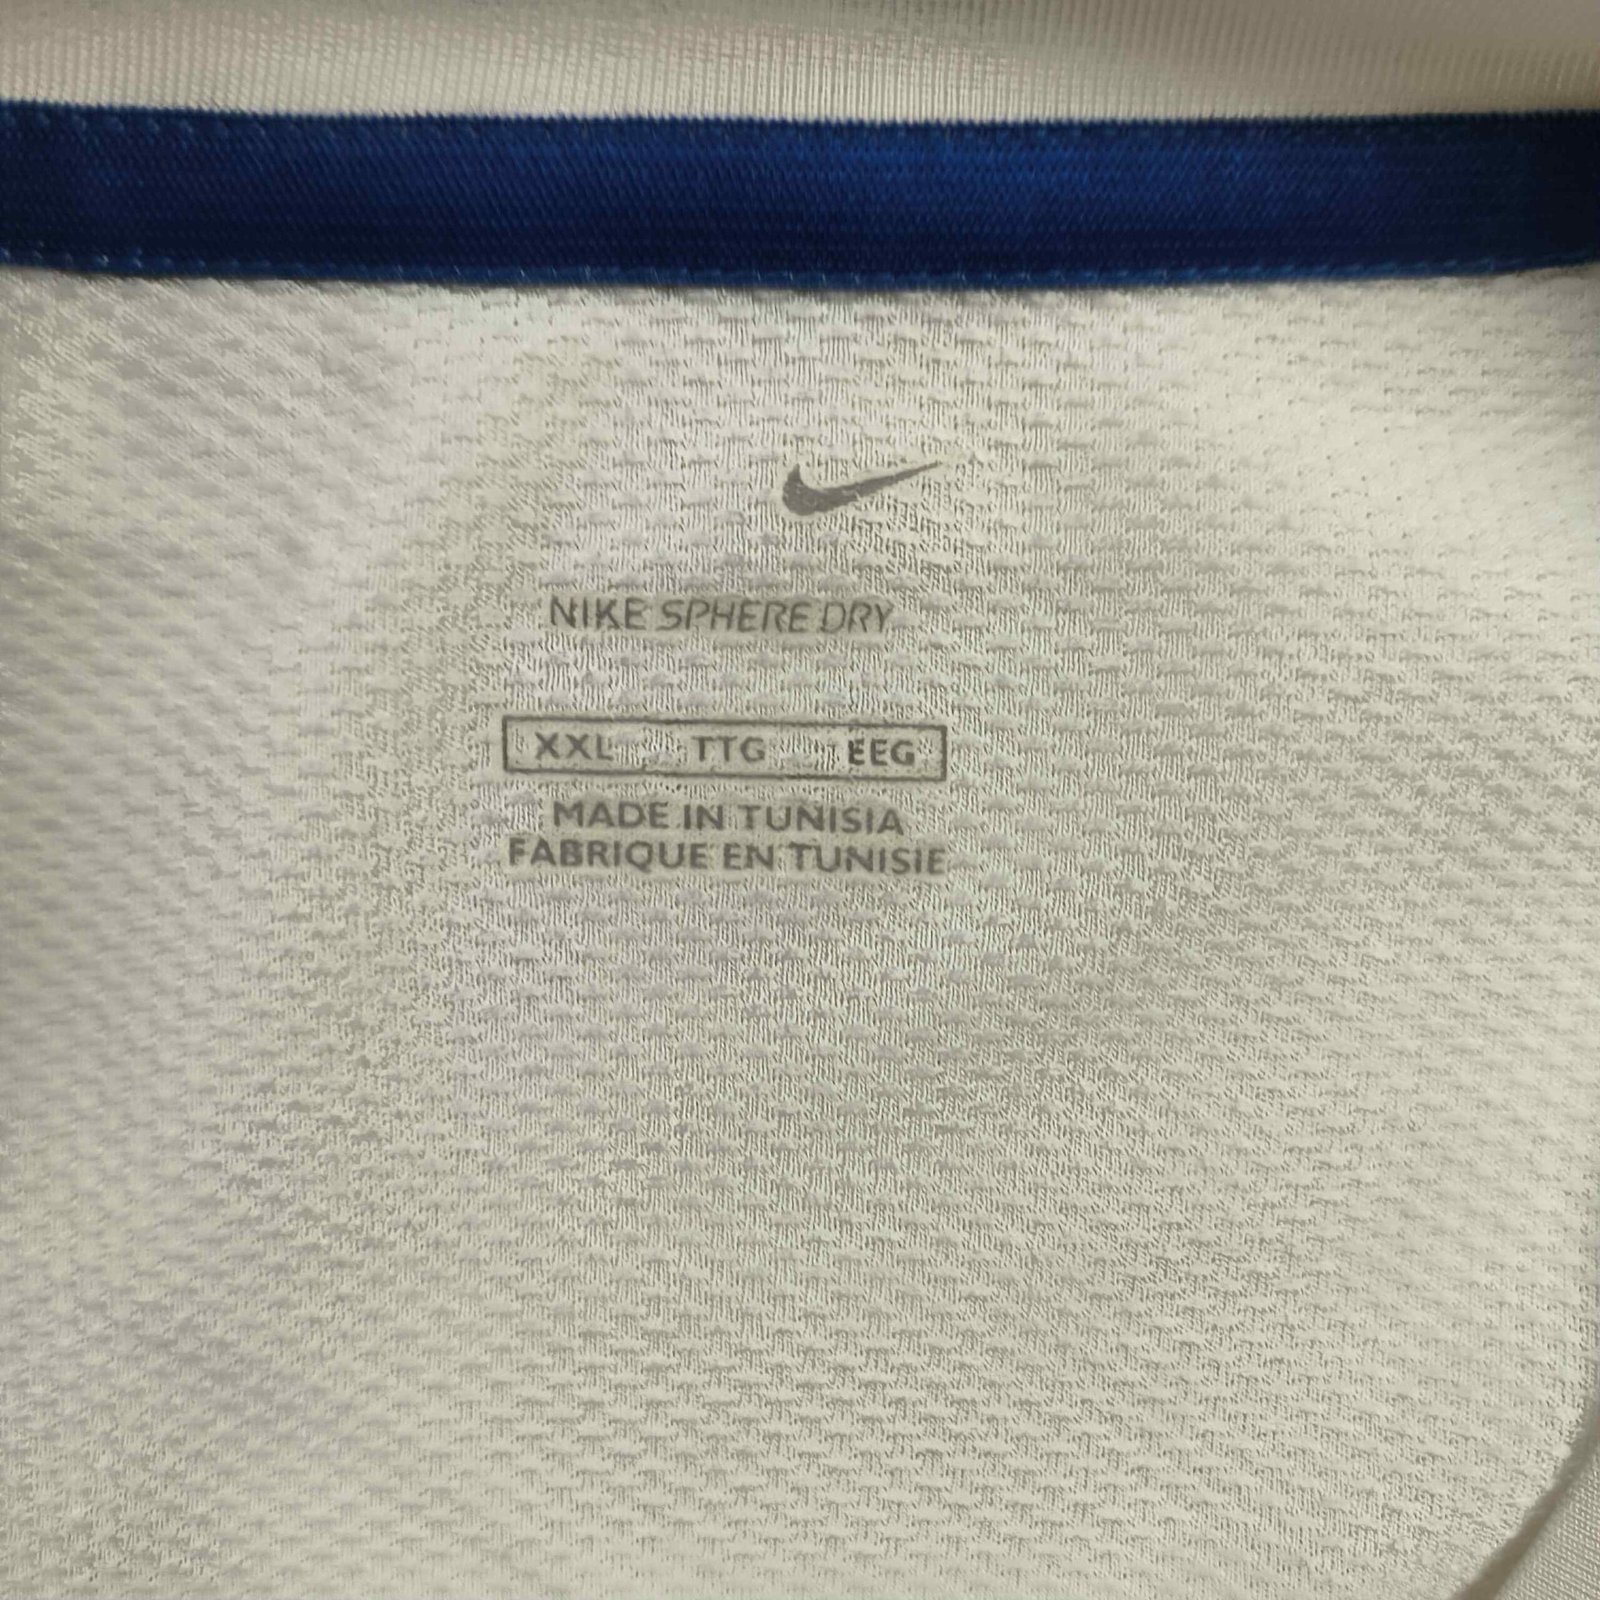 NIKE SPHERE DRY
XXL TTG EEG
MADE IN TUNISIA
FABRIQUE EN TUNISIE